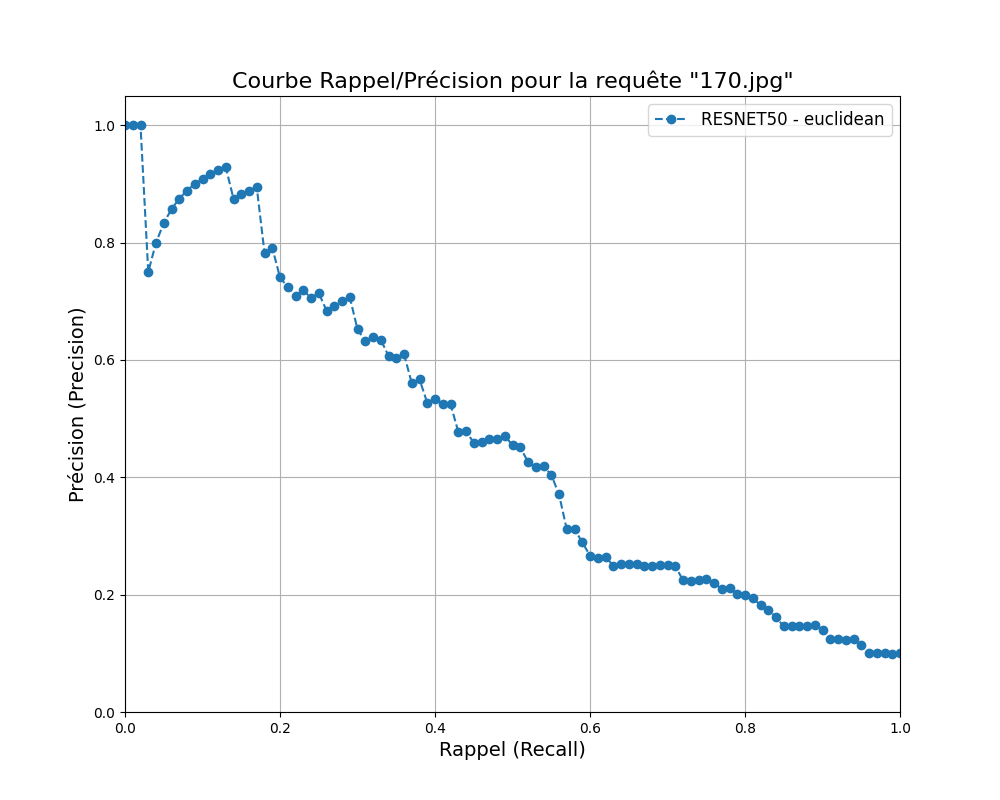 Courbe Rappel/Précision pour la requête "170.jpg"
RESNET50 - euclidean
Précision (Precision)
1.0
0.8
0.6
0.4
0.2
0.0
0.0 0.2 0.4 0.6 0.8 1.0
Rappel (Recall)